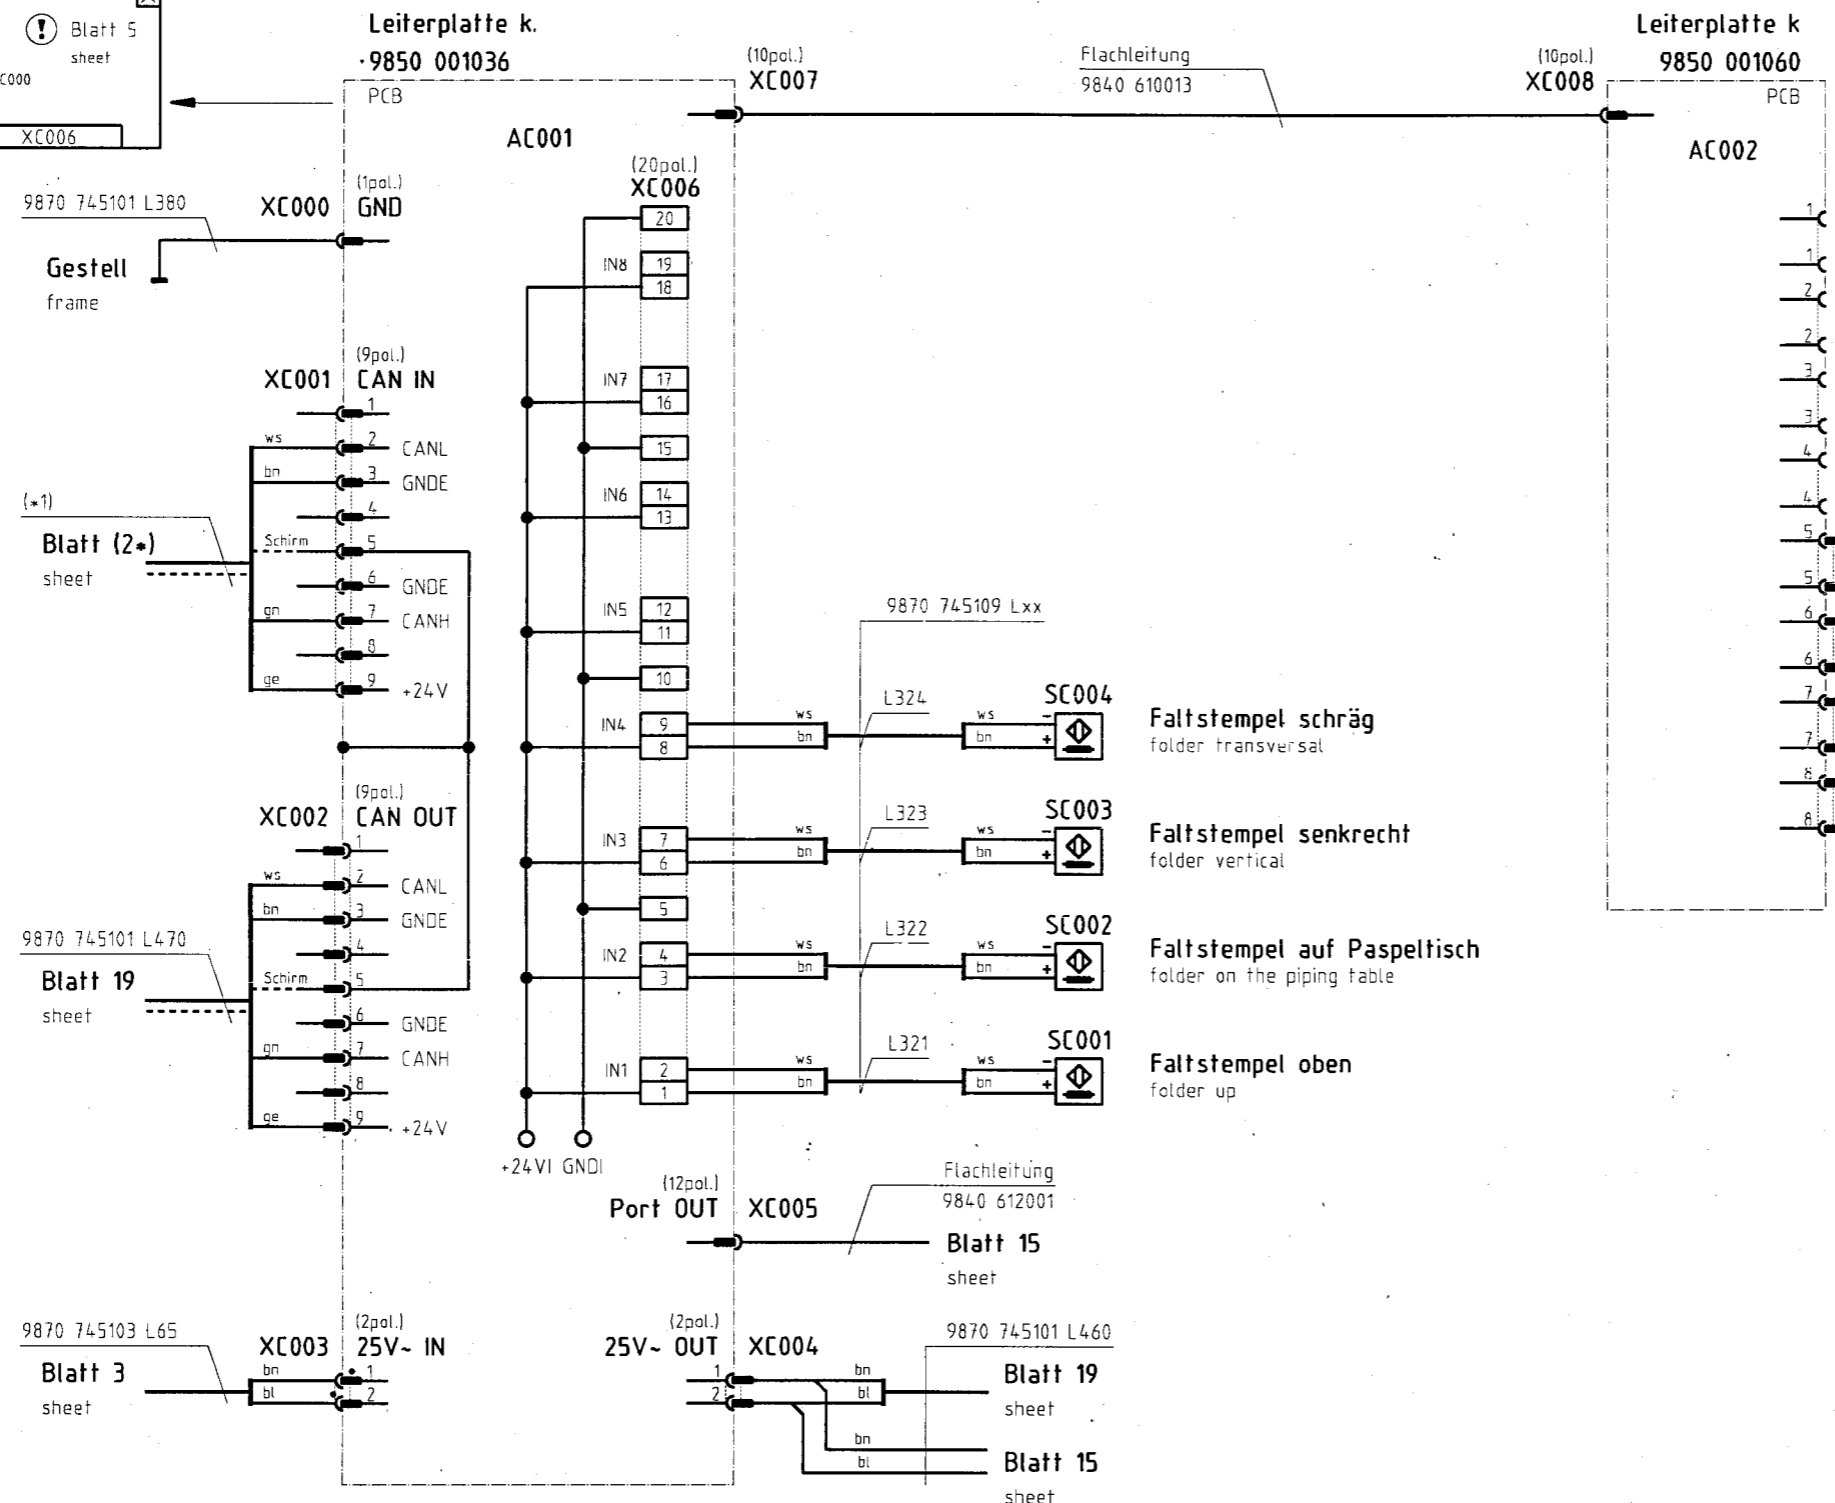 Blatt 5
sheet
C000
XC006
Leiterplatte k.
9850 001036
PCB
AC001
(10pol.)
XC007
Flachleitung
9840 610013
(10pol.)
XC008
Leiterplatte k
9850 001060
PCB
AC002
9870 745101 L380
XC000
(1pol.)
GND
Gestell
frame
(20pol.)
XC006
20
IN8
19
18
IN7
17
16
15
IN6
14
13
IN5
12
11
10
IN4
9
8
IN3
7
6
5
IN2
4
3
IN1
2
1
+24VI GNDI
XC001
(9pol.)
CAN IN
1
ws
2
CANL
bn
3
GNDE
4
Schirm
5
6
GNDE
gn
7
CANH
8
ge
9
+24V
(*1)
Blatt (2*)
sheet
XC002
(9pol.)
CAN OUT
1
ws
2
CANL
bn
3
GNDE
4
Schirm
5
6
GNDE
gn
7
CANH
8
ge
9
+24V
9870 745101 L470
Blatt 19
sheet
9870 745109 Lxx
ws
bn
L324
ws
bn
-
+
SC004
Faltstempel schräg
folder transversal
ws
bn
L323
ws
bn
-
+
SC003
Faltstempel senkrecht
folder vertical
ws
bn
L322
ws
bn
-
+
SC002
Faltstempel auf Paspeltisch
folder on the piping table
ws
bn
L321
ws
bn
-
+
SC001
Faltstempel oben
folder up
1
1
2
2
3
3
4
4
5
5
6
6
7
7
8
8
(12pol.)
Port OUT
XC005
Flachleitung
9840 612001
Blatt 15
sheet
9870 745103 L65
Blatt 3
sheet
XC003
(2pol.)
25V~ IN
bn
1
bl
2
(2pol.)
25V~ OUT
XC004
1
2
bn
bl
9870 745101 L460
Blatt 19
sheet
bn
bl
Blatt 15
sheet